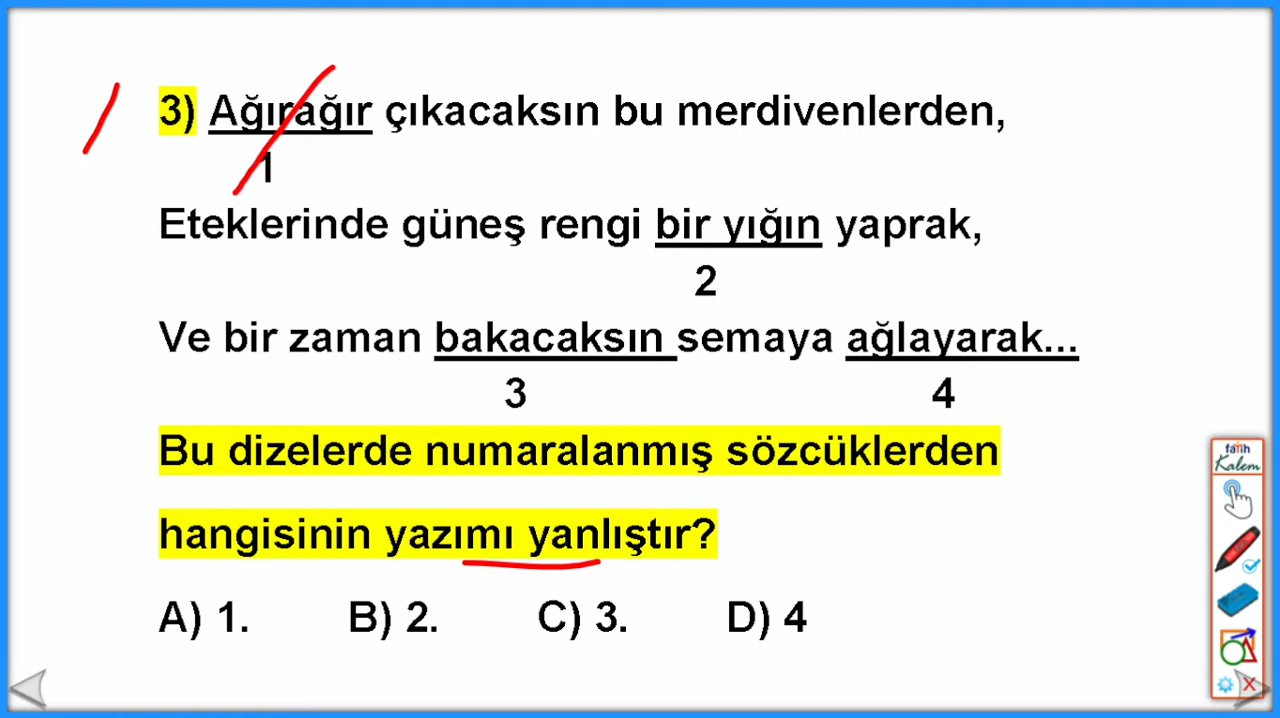 3) Ağırağır çıkacaksın bu merdivenlerden,
1
Eteklerinde güneş rengi bir yığın yaprak,
2
Ve bir zaman bakacaksın semaya ağlayarak...
3 4
Bu dizelerde numaralanmış sözcüklerden
hangisinin yazımı yanlıştır?
A) 1. B) 2. C) 3. D) 4
fatih
Kalem